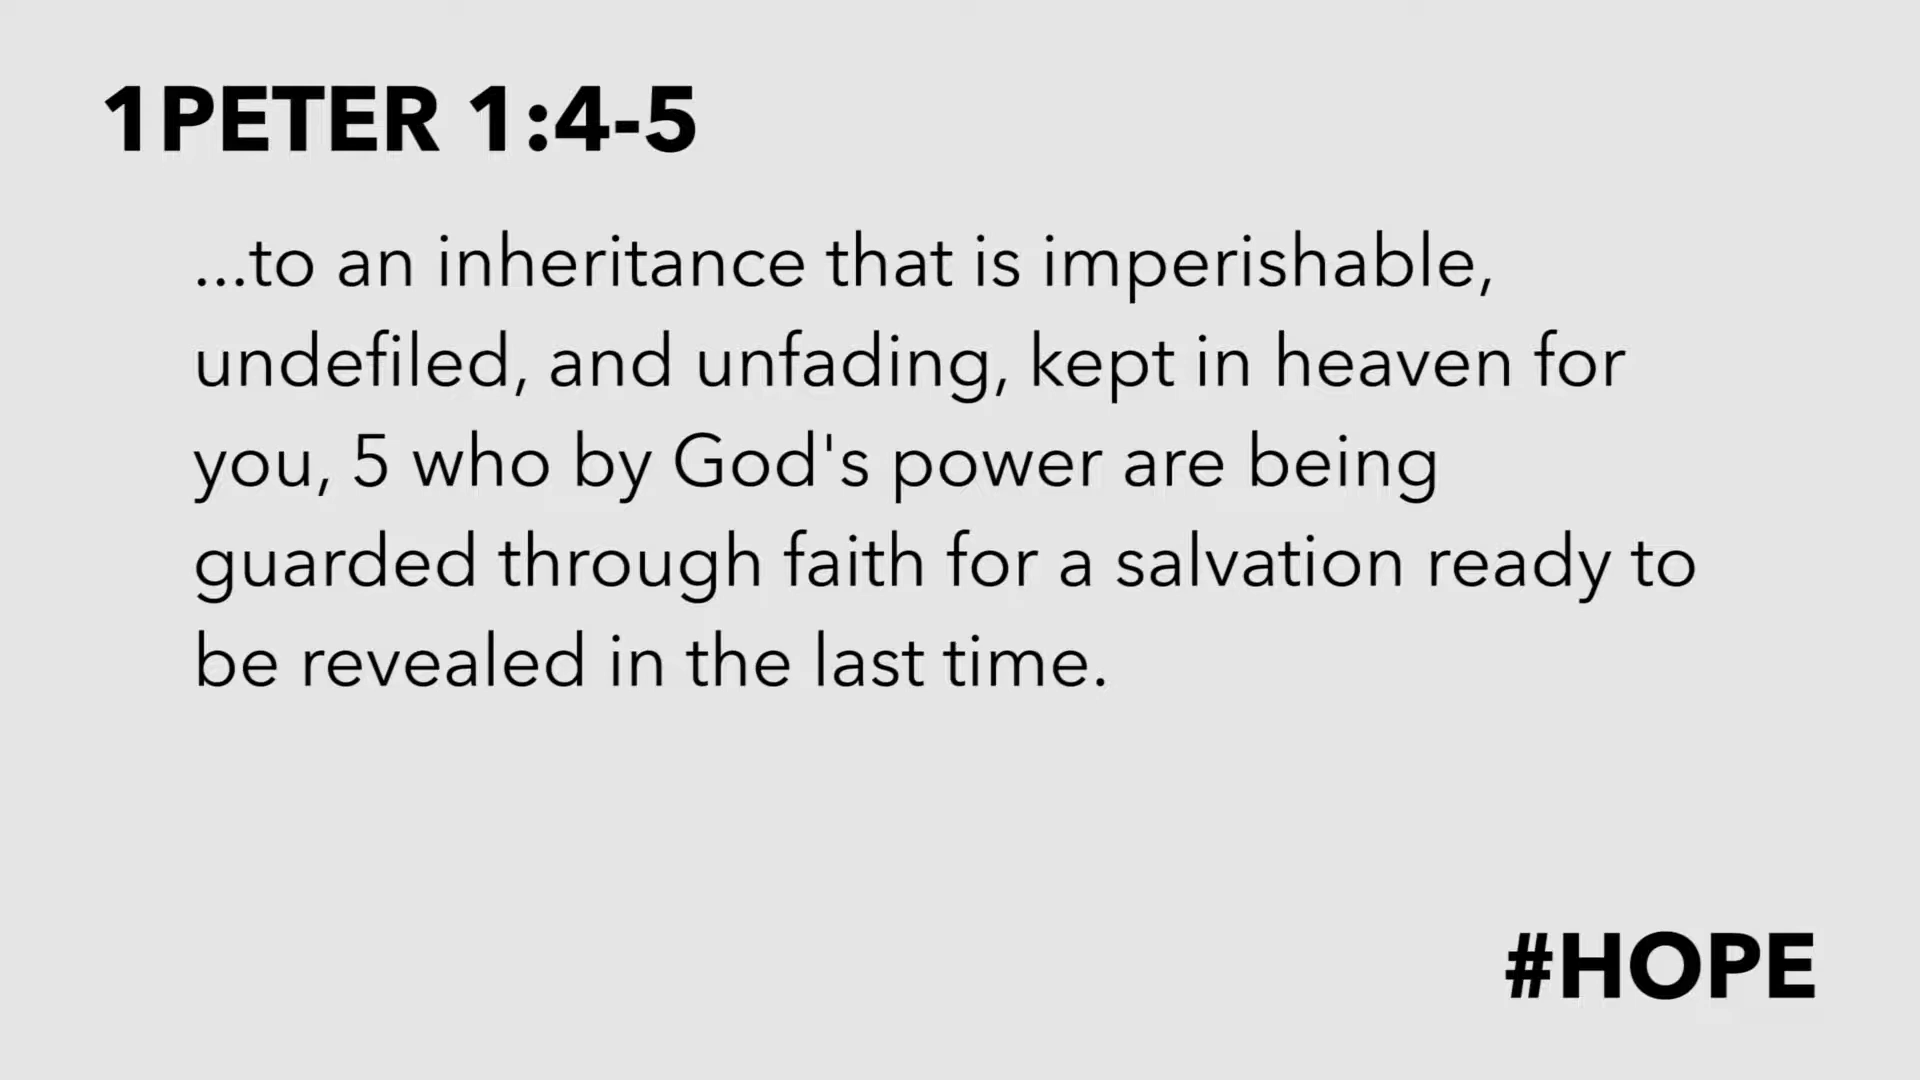 1PETER 1:4-5
...to an inheritance that is imperishable,
undefiled, and unfading, kept in heaven for
you, 5 who by God's power are being
guarded through faith for a salvation ready to
be revealed in the last time.
#HOPE